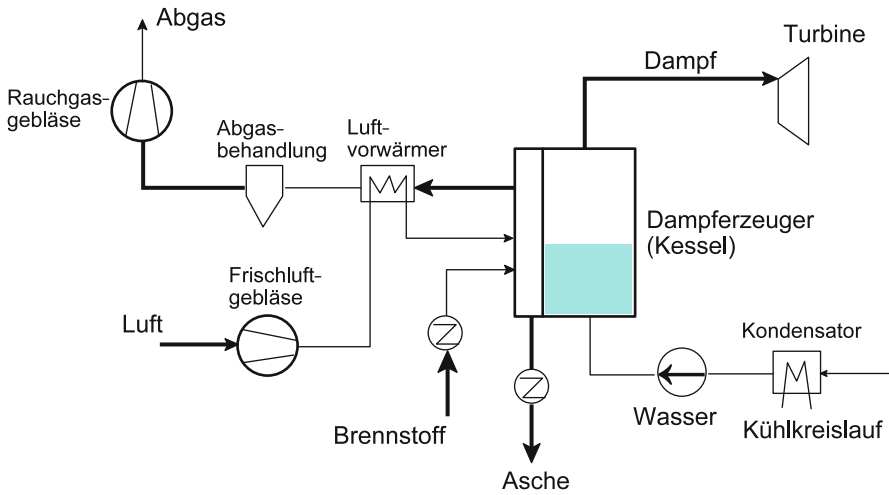 Abgas
Turbine
Dampf
Rauchgas-
gebläse
Abgas-
behandlung
Luft-
vorwärmer
Dampferzeuger
(Kessel)
Frischluft-
gebläse
Luft
Kondensator
Wasser
Kühlkreislauf
Brennstoff
Asche